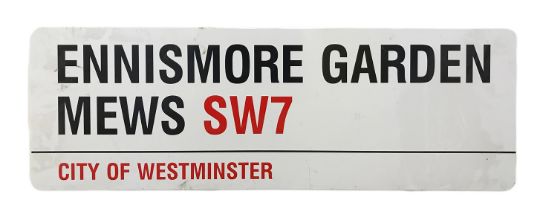 ENNISMORE GARDEN
MEWS SW7
CITY OF WESTMINSTER